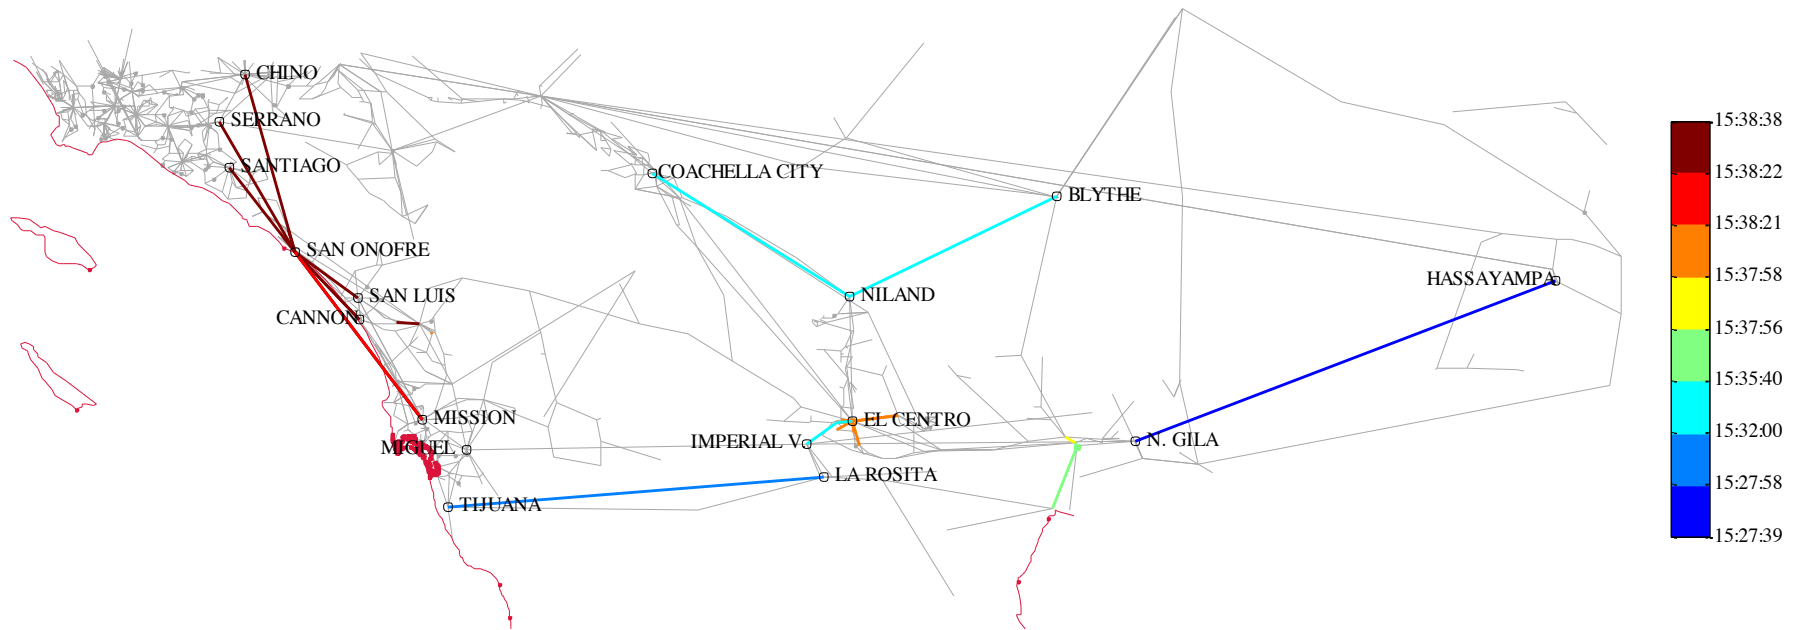 CHINO
SERRANO
SANTIAGO
COACHELLA CITY
BLYTHE
SAN ONOFRE
HASSAYAMPA
SAN LUIS
NILAND
CANNON
MISSION
EL CENTRO
MIGUEL
IMPERIAL V.
N. GILA
LA ROSITA
TIJUANA
15:38:38
15:38:22
15:38:21
15:37:58
15:37:56
15:35:40
15:32:00
15:27:58
15:27:39